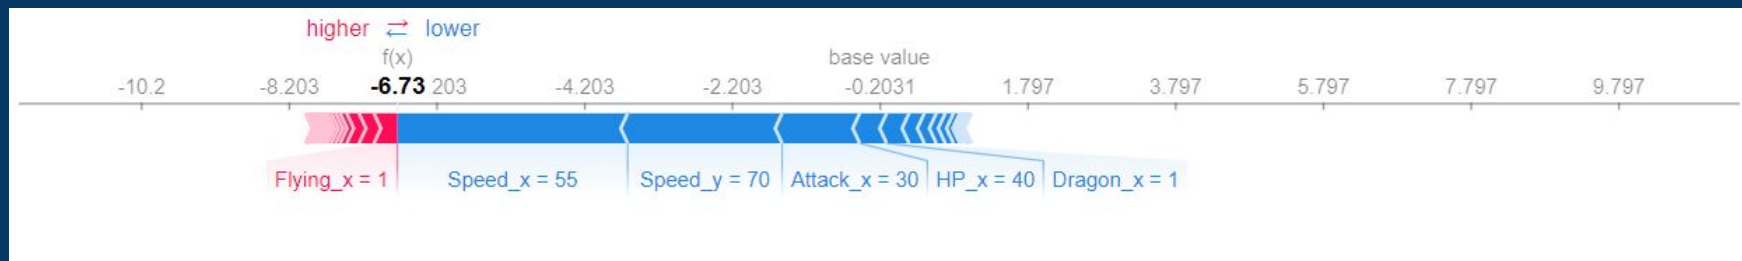 higher ⇄ lower
f(x) base value
-10.2 -8.203 -6.73 203 -4.203 -2.203 -0.2031 1.797 3.797 5.797 7.797 9.797
Flying_x = 1 Speed_x = 55 Speed_y = 70 Attack_x = 30 HP_x = 40 Dragon_x = 1